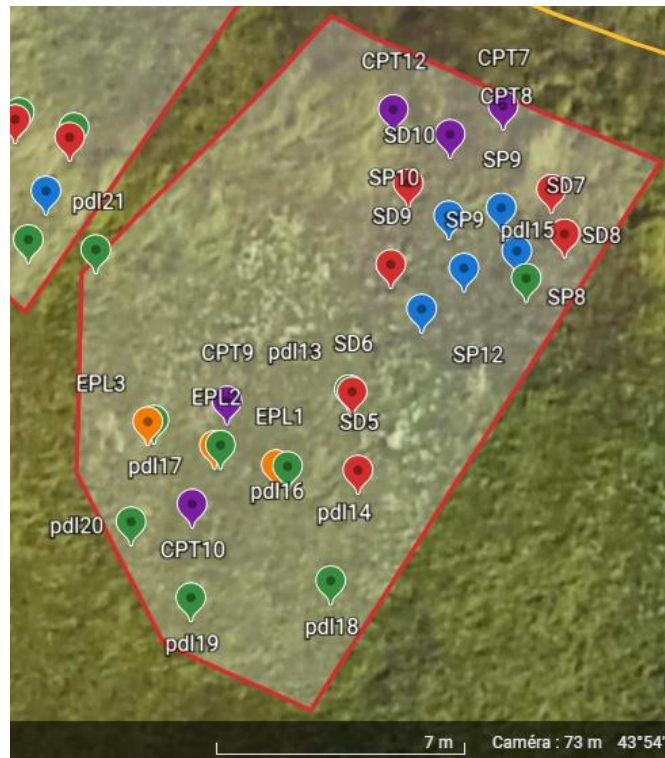 CPT12
CPT7
CPT8
SD10
SP9
SP10
SD7
pdl21
SD9
SP9
pdl15
SD8
SP8
SD6
CPT9
pdl13
SP12
EPL3
EPL2
EPL1
SD5
pdl17
pdl16
pdl14
pdl20
CPT10
pdl18
pdl19
7 m
Caméra : 73 m 43°54'